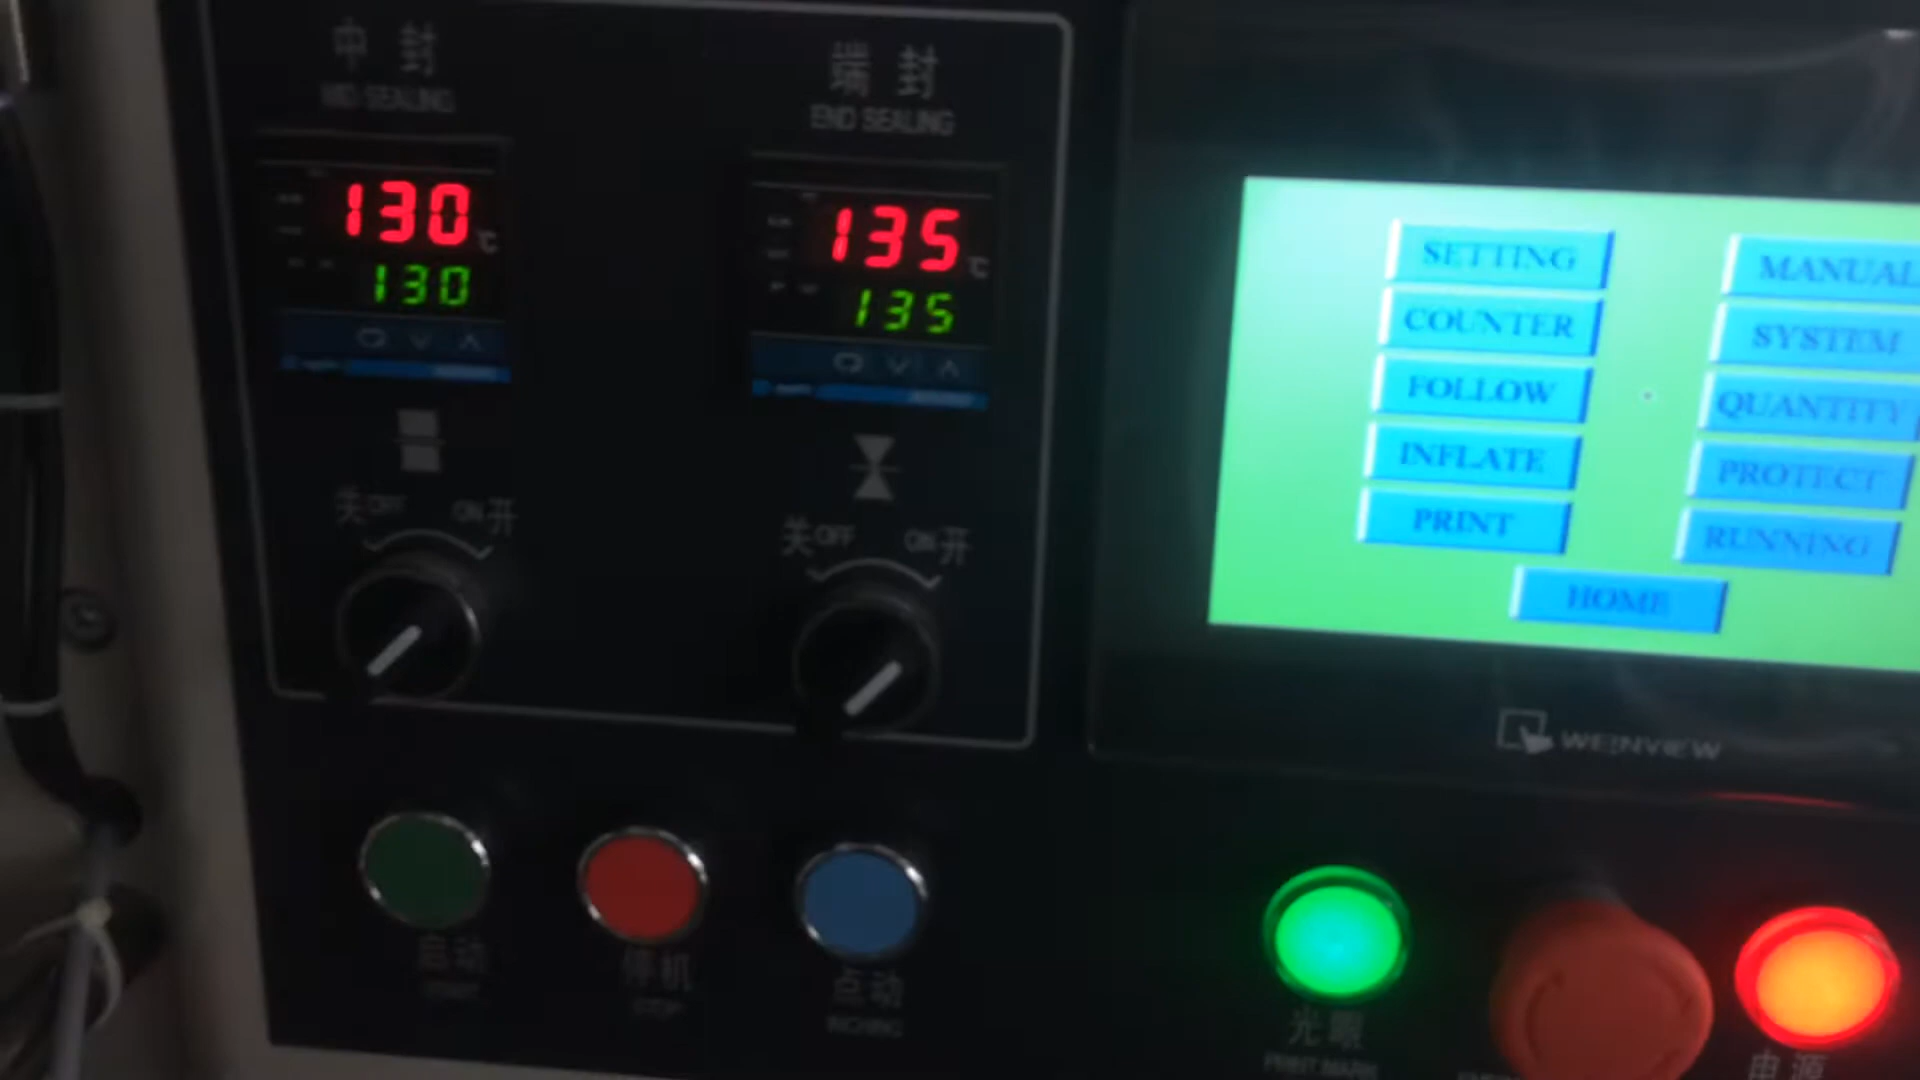 中 封
MID SEALING
130 ℃
130
关OFF ON开
端 封
END SEALING
135 ℃
135
关OFF ON开
SETTING
COUNTER
FOLLOW
INFLATE
PRINT
MANUAL
SYSTEM
QUANTITY
PROTECT
RUNNING
HOME
WEINVIEW
启动
START
停机
STOP
点动
INCHING
光眼
PRINT MARK
电源